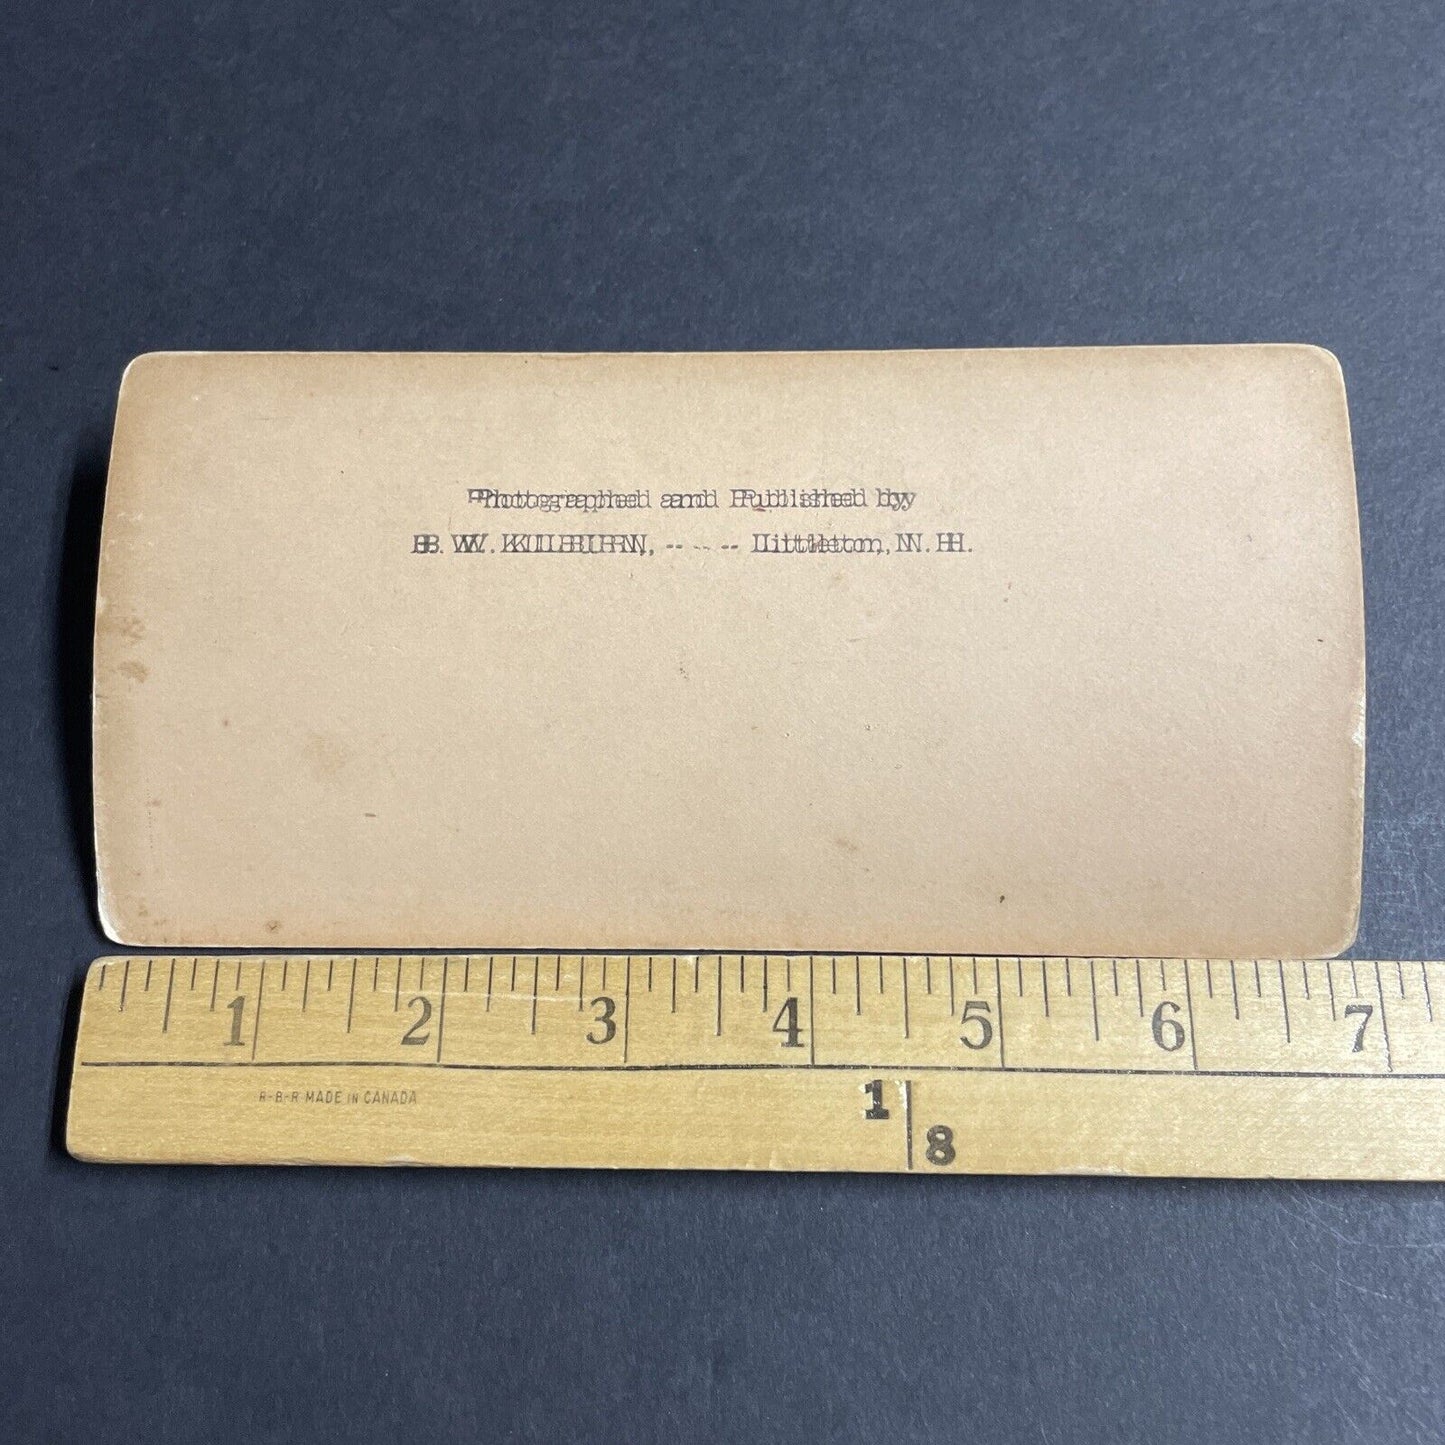 Photographed and Published by
B. W. KILBURN, - - - Littleton, N. H.
1 2 3 4 5 6 7
R-B-R MADE IN CANADA
1
8